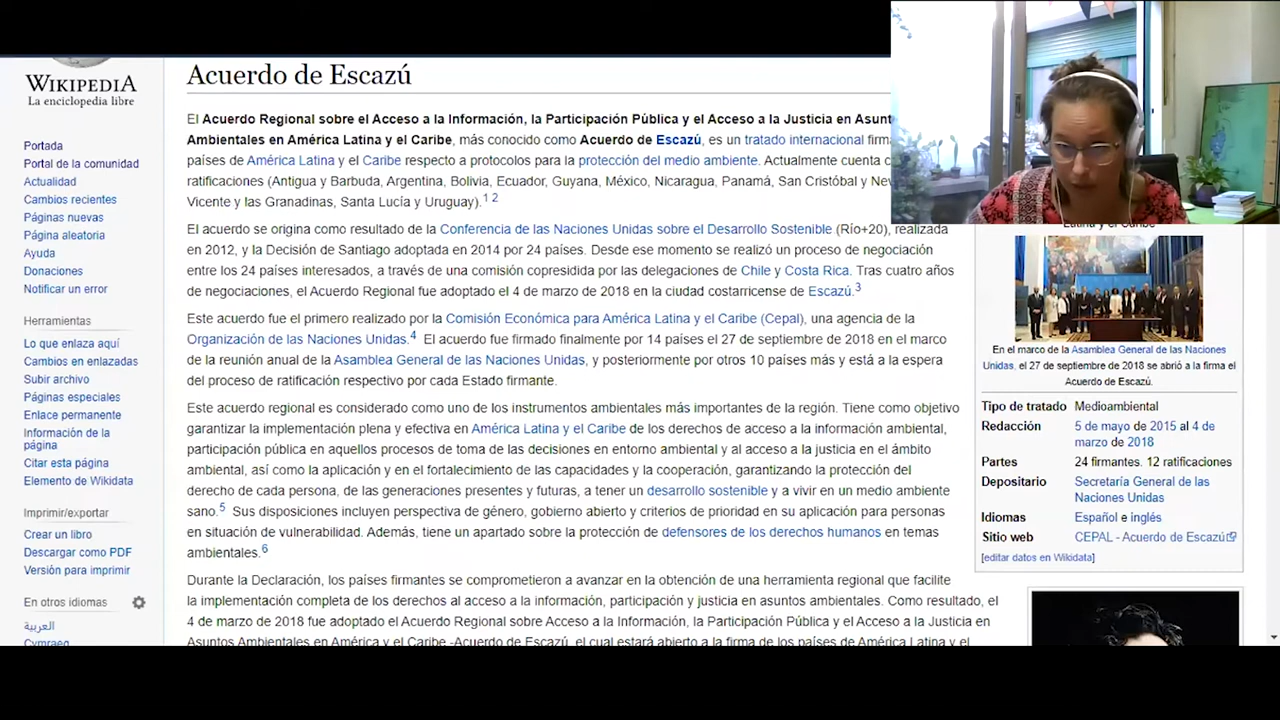 WIKIPEDIA
La enciclopedia libre
Portada
Portal de la comunidad
Actualidad
Cambios recientes
Páginas nuevas
Página aleatoria
Ayuda
Donaciones
Notificar un error
Herramientas
Lo que enlaza aquí
Cambios en enlazadas
Subir archivo
Páginas especiales
Enlace permanente
Información de la
página
Citar esta página
Elemento de Wikidata
Imprimir/exportar
Crear un libro
Descargar como PDF
Versión para imprimir
En otros idiomas
العربية
Cymraeg
Acuerdo de Escazú
El Acuerdo Regional sobre el Acceso a la Información, la Participación Pública y el Acceso a la Justicia en Asunt
Ambientales en América Latina y el Caribe, más conocido como Acuerdo de Escazú, es un tratado internacional firma
países de América Latina y el Caribe respecto a protocolos para la protección del medio ambiente. Actualmente cuenta c
ratificaciones (Antigua y Barbuda, Argentina, Bolivia, Ecuador, Guyana, México, Nicaragua, Panamá, San Cristóbal y Nev
Vicente y las Granadinas, Santa Lucía y Uruguay).1 2
El acuerdo se origina como resultado de la Conferencia de las Naciones Unidas sobre el Desarrollo Sostenible (Río+20), realizada
en 2012, y la Decisión de Santiago adoptada en 2014 por 24 países. Desde ese momento se realizó un proceso de negociación
entre los 24 países interesados, a través de una comisión copresidida por las delegaciones de Chile y Costa Rica. Tras cuatro años
de negociaciones, el Acuerdo Regional fue adoptado el 4 de marzo de 2018 en la ciudad costarricense de Escazú.3
Este acuerdo fue el primero realizado por la Comisión Económica para América Latina y el Caribe (Cepal), una agencia de la
Organización de las Naciones Unidas.4 El acuerdo fue firmado finalmente por 14 países el 27 de septiembre de 2018 en el marco
de la reunión anual de la Asamblea General de las Naciones Unidas, y posteriormente por otros 10 países más y está a la espera
del proceso de ratificación respectivo por cada Estado firmante.
Este acuerdo regional es considerado como uno de los instrumentos ambientales más importantes de la región. Tiene como objetivo
garantizar la implementación plena y efectiva en América Latina y el Caribe de los derechos de acceso a la información ambiental,
participación pública en aquellos procesos de toma de las decisiones en entorno ambiental y al acceso a la justicia en el ámbito
ambiental, así como la aplicación y en el fortalecimiento de las capacidades y la cooperación, garantizando la protección del
derecho de cada persona, de las generaciones presentes y futuras, a tener un desarrollo sostenible y a vivir en un medio ambiente
sano.5 Sus disposiciones incluyen perspectiva de género, gobierno abierto y criterios de prioridad en su aplicación para personas
en situación de vulnerabilidad. Además, tiene un apartado sobre la protección de defensores de los derechos humanos en temas
ambientales.6
Durante la Declaración, los países firmantes se comprometieron a avanzar en la obtención de una herramienta regional que facilite
la implementación completa de los derechos al acceso a la información, participación y justicia en asuntos ambientales. Como resultado, el
4 de marzo de 2018 fue adoptado el Acuerdo Regional sobre Acceso a la Información, la Participación Pública y el Acceso a la Justicia en
Asuntos Ambientales en América y el Caribe -Acuerdo de Escazú, el cual estará abierto a la firma de los países de América Latina y el
Latina y el Caribe
En el marco de la Asamblea General de las Naciones
Unidas, el 27 de septiembre de 2018 se abrió a la firma el
Acuerdo de Escazú.
Tipo de tratado Medioambiental
Redacción 5 de mayo de 2015 al 4 de
marzo de 2018
Partes 24 firmantes. 12 ratificaciones
Depositario Secretaría General de las
Naciones Unidas
Idiomas Español e inglés
Sitio web CEPAL - Acuerdo de Escazú
[editar datos en Wikidata]